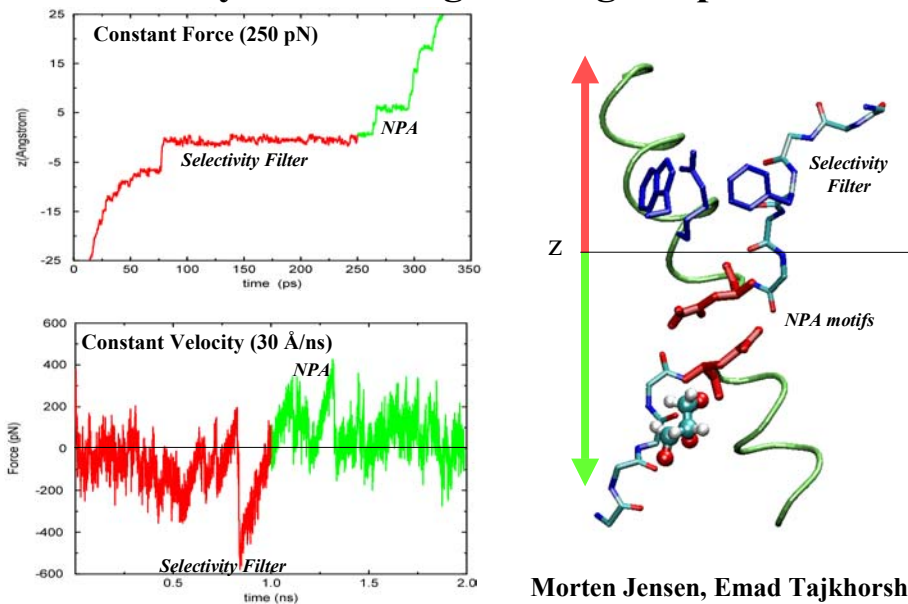 Constant Force (250 pN)
25
15
5
-5
-15
-25
z(Angstrom)
NPA
Selectivity Filter
0 50 100 150 200 250 300 350
time (ps)
Constant Velocity (30 Å/ns)
NPA
400
200
0
-200
-400
-600
Force (pN)
Selectivity Filter
0.5 1.0 1.5 2.0
time (ns)
Selectivity
Filter
Z
NPA motifs
Morten Jensen, Emad Tajkhorsh